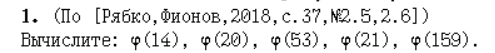 1. (По [Рябко,Фионов,2018,с.37,№2.5,2.6])
Вычислите: φ(14), φ(20), φ(53), φ(21), φ(159).